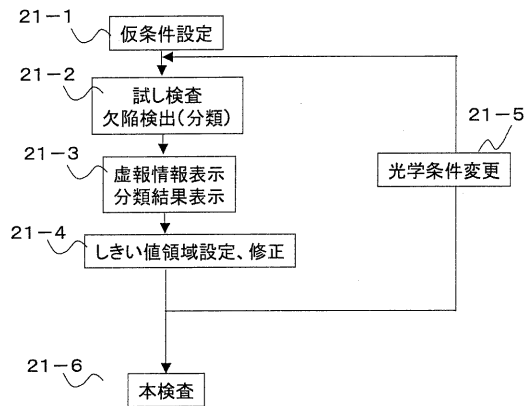 21-1
仮条件設定
21-2
試し検査
欠陥検出(分類)
21-3
虚報情報表示
分類結果表示
21-4
しきい値領域設定、修正
21-5
光学条件変更
21-6
本検査